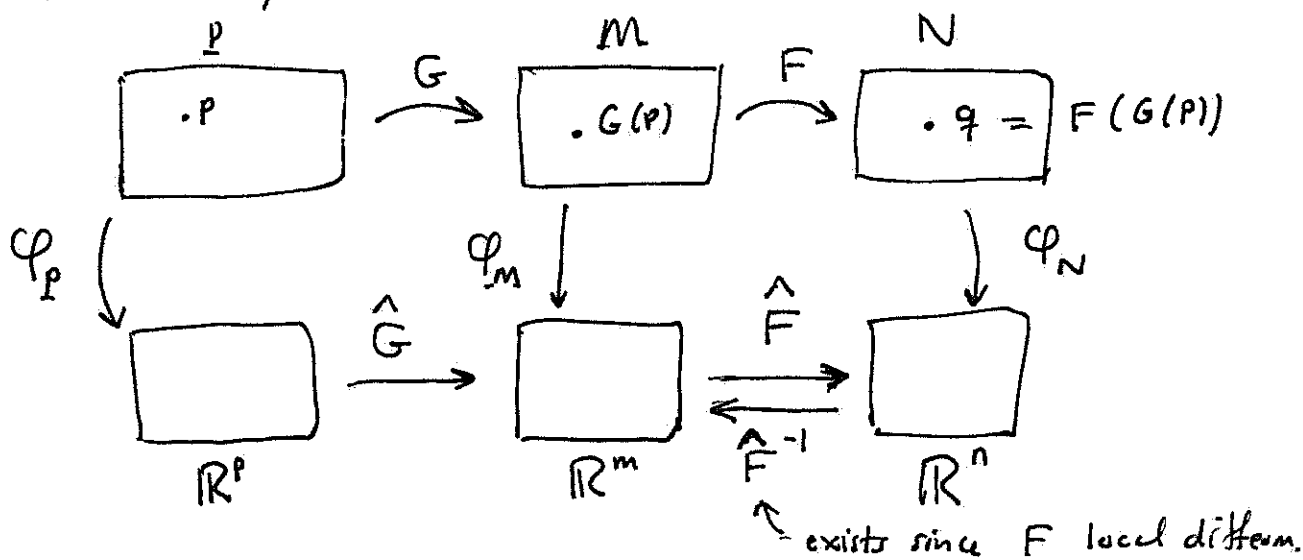 P M N
G F
.P . G(P) . q = F(G(P))
φ_P φ_M φ_N
Ĝ F̂
ℝ^p ℝ^m F̂^-1 ℝ^n
exists since F local diffeom.